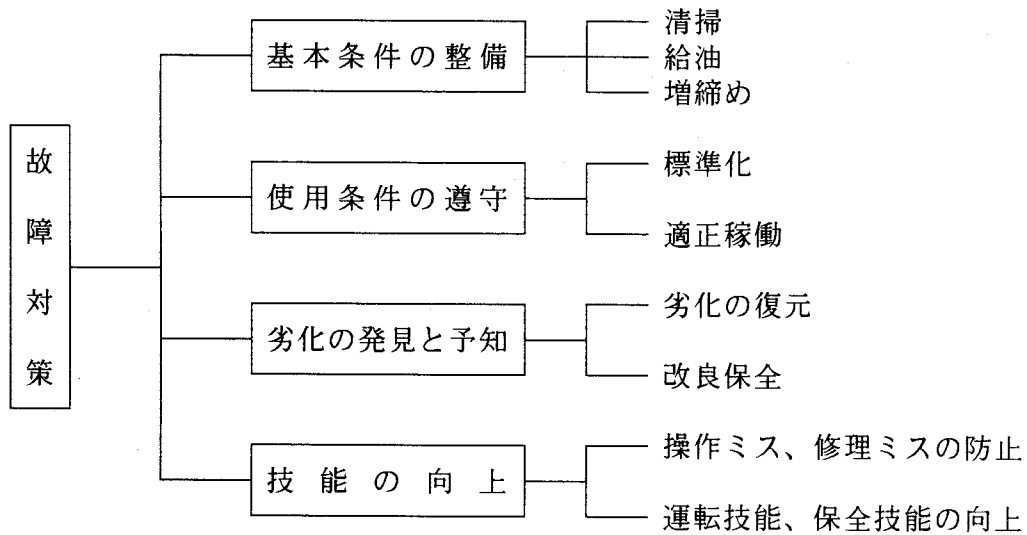 故障対策
基本条件の整備
清掃
給油
増締め
使用条件の遵守
標準化
適正稼働
劣化の発見と予知
劣化の復元
改良保全
技能の向上
操作ミス、修理ミスの防止
運転技能、保全技能の向上